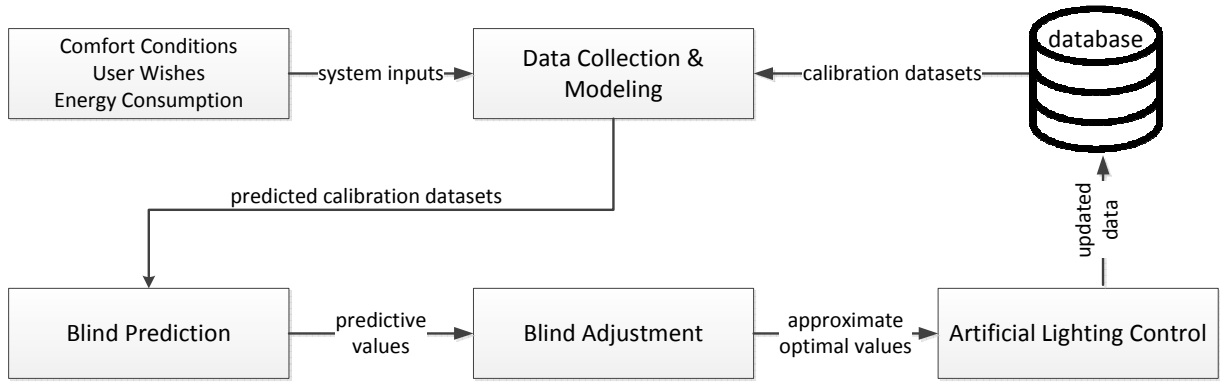 Comfort Conditions
User Wishes
Energy Consumption
system inputs
Data Collection &
Modeling
calibration datasets
database
predicted calibration datasets
updated
data
Blind Prediction
predictive
values
Blind Adjustment
approximate
optimal values
Artificial Lighting Control